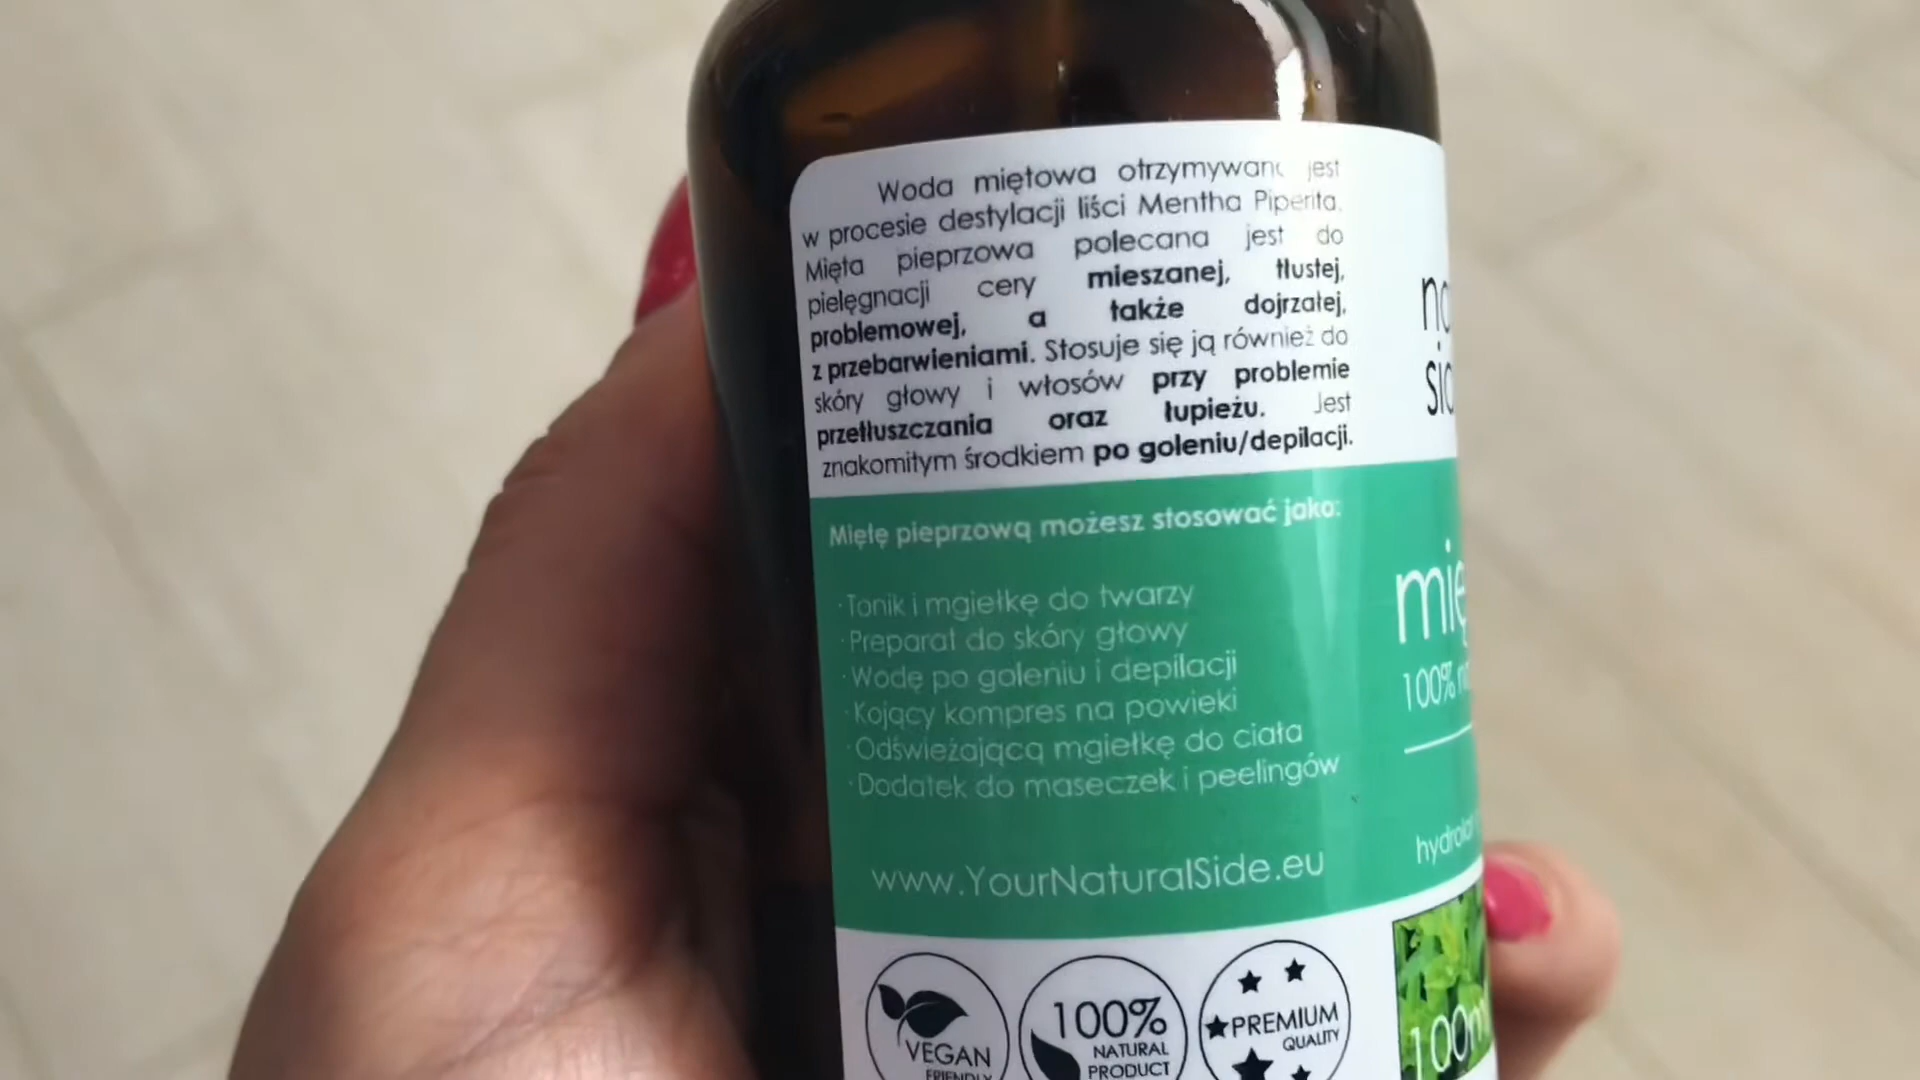 Woda miętowa otrzymywana jest
w procesie destylacji liści Mentha Piperita.
Mięta pieprzowa polecana jest do
pielęgnacji cery mieszanej, tłustej,
problemowej, a także dojrzałej,
z przebarwieniami. Stosuje się ją również do
skóry głowy i włosów przy problemie
przetłuszczania oraz łupieżu. Jest
znakomitym środkiem po goleniu/depilacji.
Miętę pieprzową możesz stosować jako:
·Tonik i mgiełkę do twarzy
·Preparat do skóry głowy
·Wodę po goleniu i depilacji
·Kojący kompres na powieki
·Odświeżającą mgiełkę do ciała
·Dodatek do maseczek i peelingów
www.YourNaturalSide.eu
VEGAN
FRIENDLY
100%
NATURAL
PRODUCT
PREMIUM
QUALITY
100%
100ml